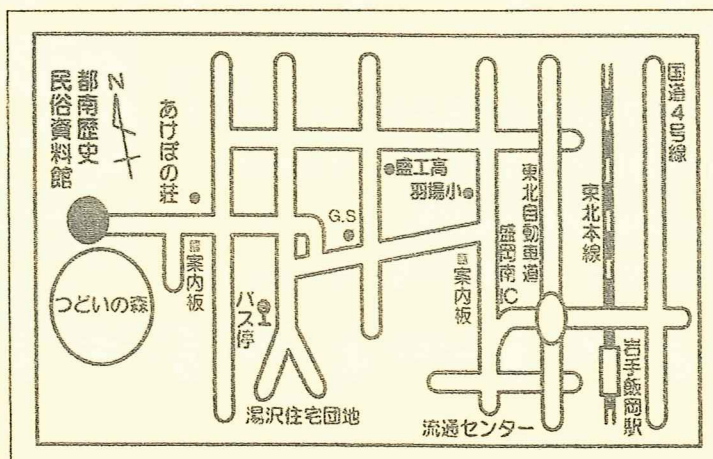 都南歴史
民俗資料館
N
あけぼの荘
国道4号線
盛工高
羽場小
G.S
東北自動車道
盛岡南IC
東北本線
案内板
案内板
つどいの森
バス停
湯沢住宅団地
流通センター
岩手飯岡駅